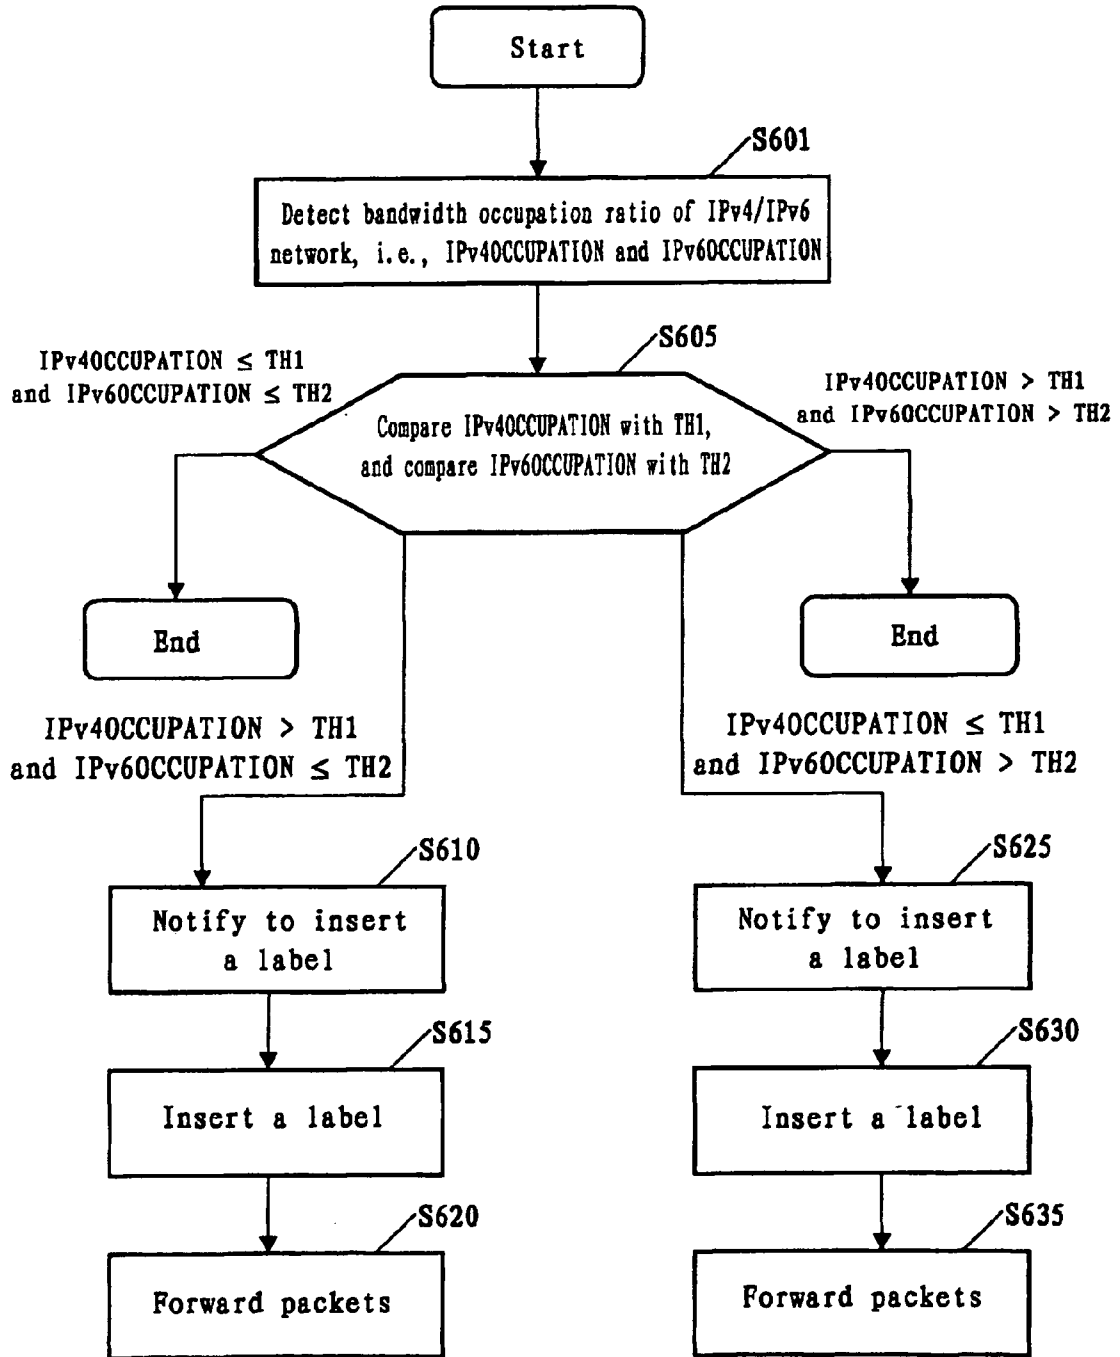 Start
S601
Detect bandwidth occupation ratio of IPv4/IPv6
network, i.e., IPv4OCCUPATION and IPv6OCCUPATION
S605
IPv4OCCUPATION ≤ TH1
and IPv6OCCUPATION ≤ TH2
IPv4OCCUPATION > TH1
and IPv6OCCUPATION > TH2
Compare IPv4OCCUPATION with TH1,
and compare IPv6OCCUPATION with TH2
End
End
IPv4OCCUPATION > TH1
and IPv6OCCUPATION ≤ TH2
IPv4OCCUPATION ≤ TH1
and IPv6OCCUPATION > TH2
S610
Notify to insert
a label
S625
Notify to insert
a label
S615
Insert a label
S630
Insert a label
S620
Forward packets
S635
Forward packets